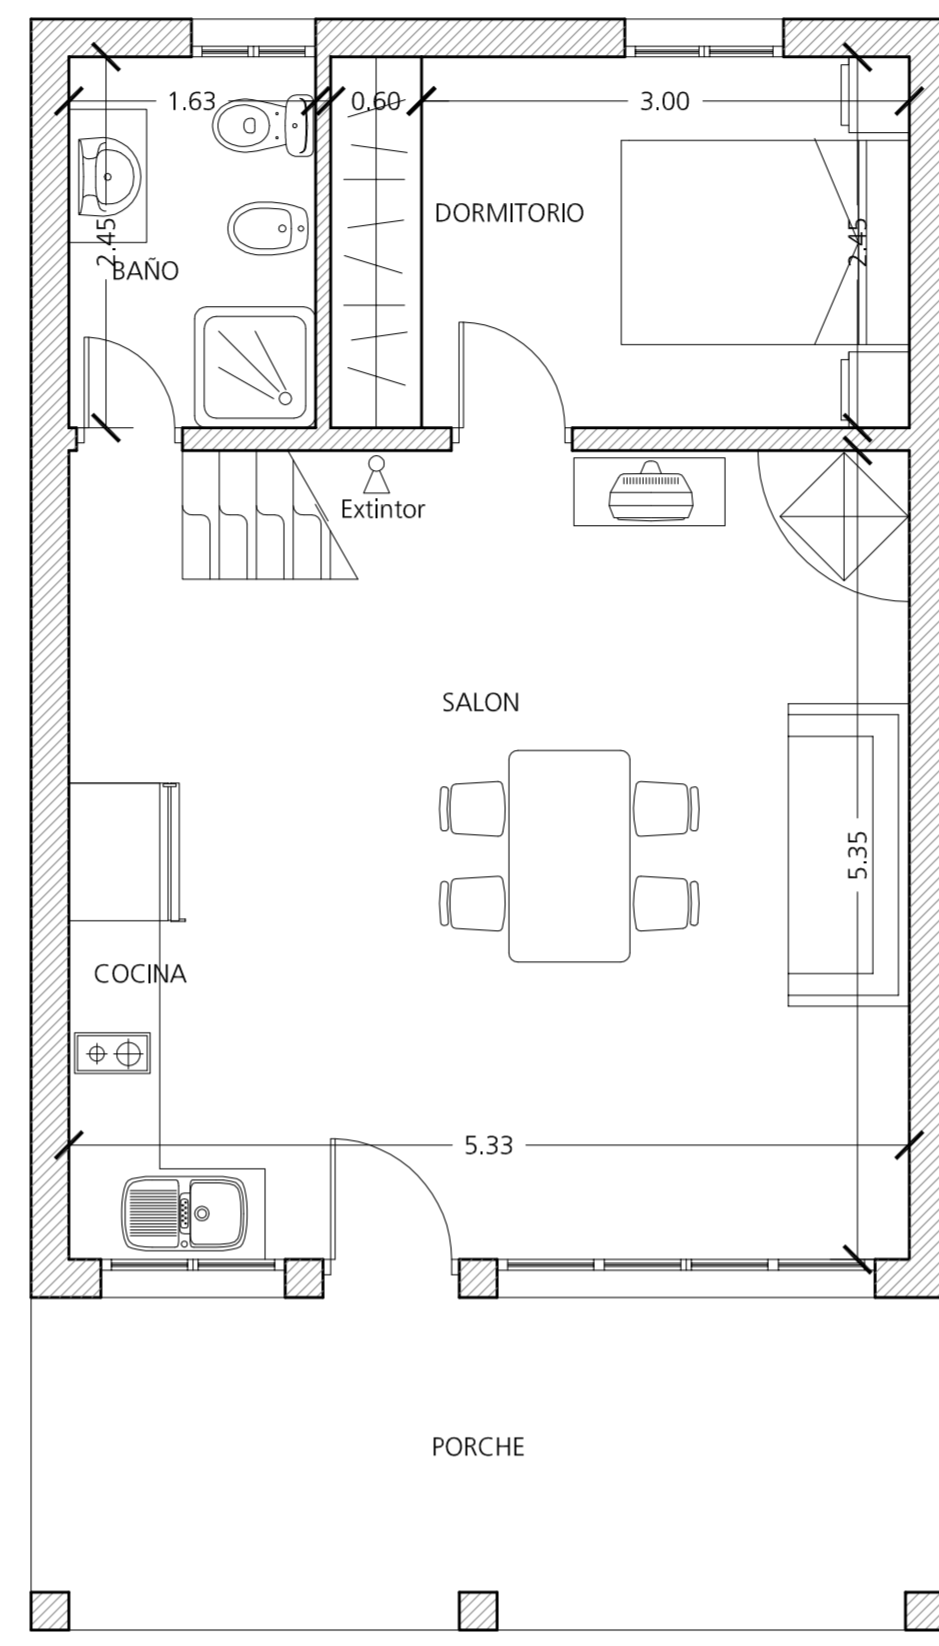 1.63
0.60
3.00
DORMITORIO
2.45
BAÑO
2.45
Extintor
SALON
5.35
COCINA
5.33
PORCHE